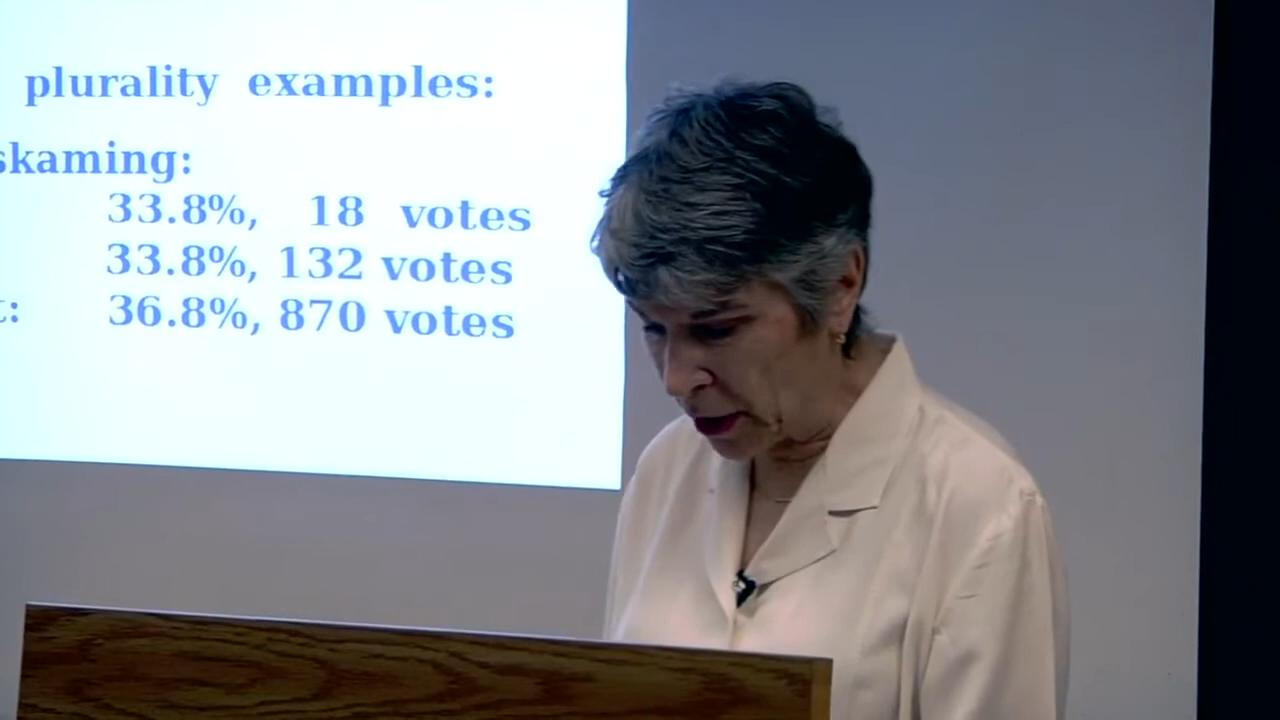 plurality examples:
skaming:
33.8%, 18 votes
33.8%, 132 votes
t: 36.8%, 870 votes